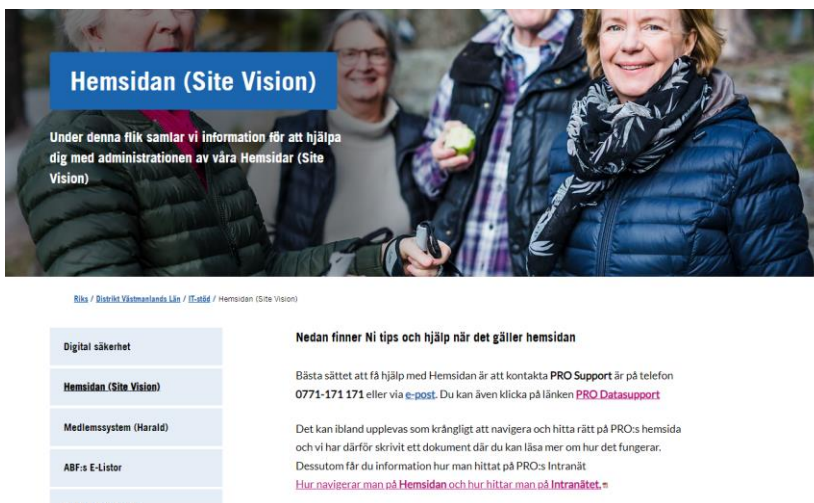 Hemsidan (Site Vision)
Under denna flik samlar vi information för att hjälpa
dig med administrationen av våra Hemsidar (Site
Vision)
Riks / Distrikt Västmanlands Län / IT-stöd / Hemsidan (Site Vision)
Digital säkerhet
Hemsidan (Site Vision)
Medlemssystem (Harald)
ABF:s E-Listor
Nedan finner Ni tips och hjälp när det gäller hemsidan
Bästa sättet att få hjälp med Hemsidan är att kontakta PRO Support är på telefon
0771-171 171 eller via e-post. Du kan även klicka på länken PRO Datasupport
Det kan ibland upplevas som krångligt att navigera och hitta rätt på PRO:s hemsida
och vi har därför skrivit ett dokument där du kan läsa mer om hur det fungerar.
Dessutom får du information hur man hittat på PRO:s Intranät
Hur navigerar man på Hemsidan och hur hittar man på Intranätet.